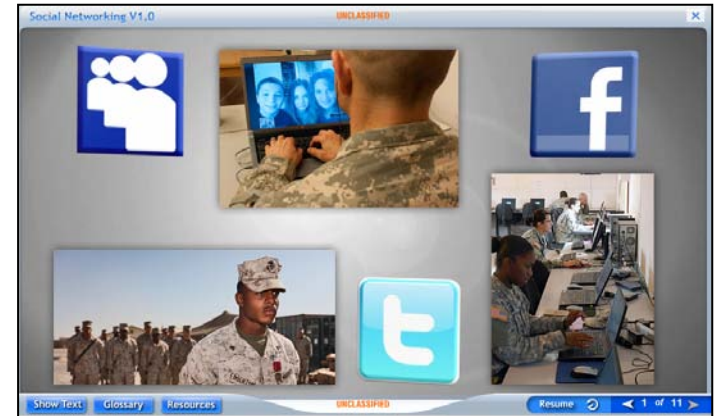 Social Networking V1.0
UNCLASSIFIED
f
t
Show Text
Glossary
Resources
UNCLASSIFIED
Resume
1 of 11